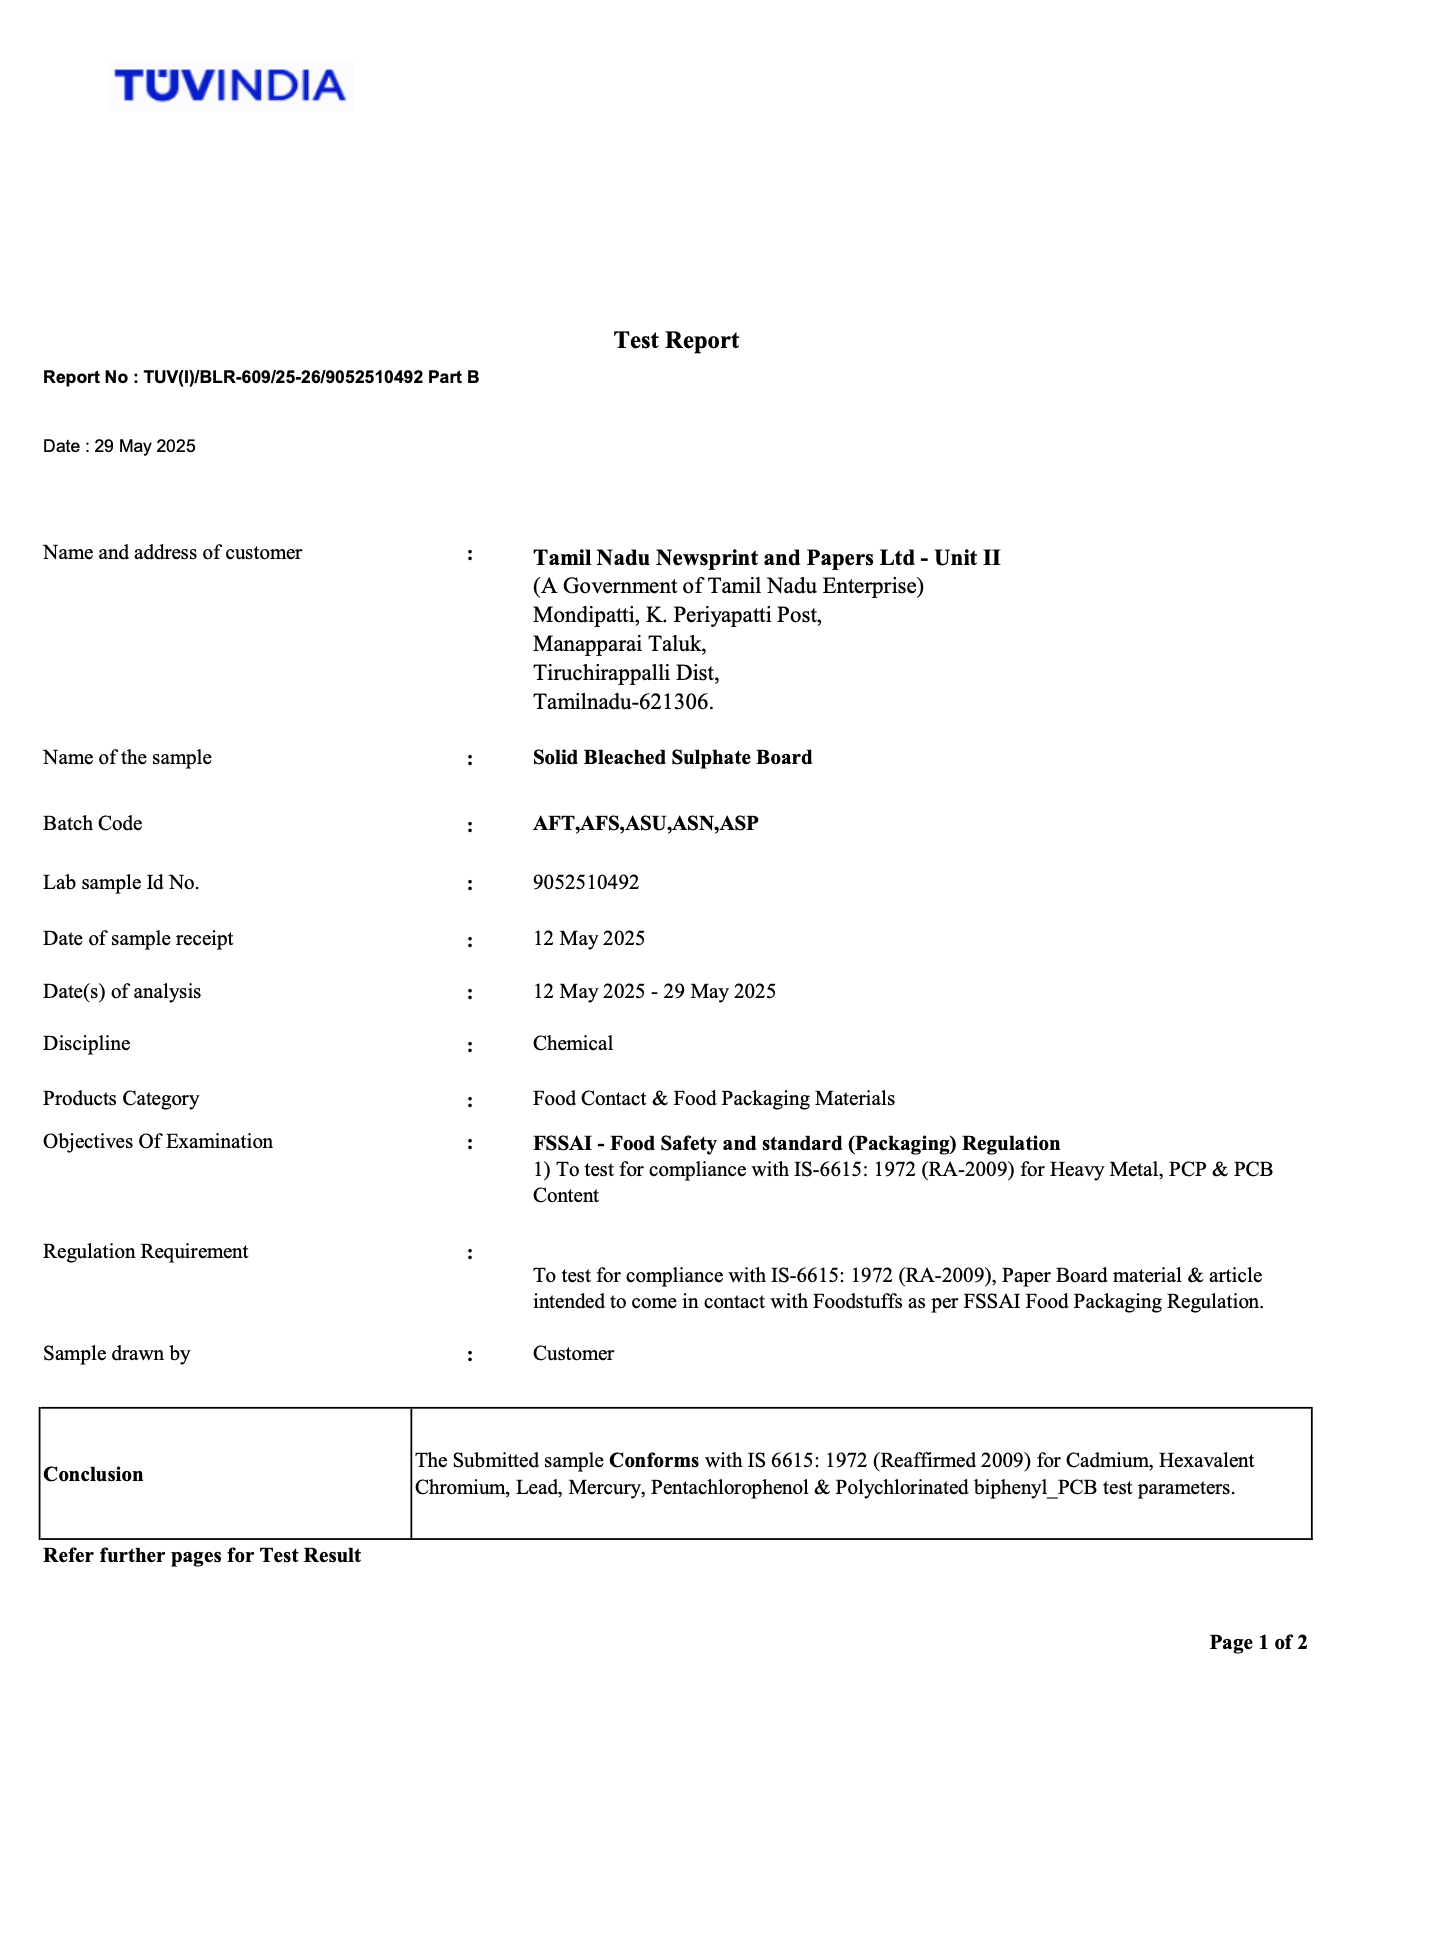 TÜVINDIA
Test Report
Report No : TUV(I)/BLR-609/25-26/9052510492 Part B
Date : 29 May 2025
Name and address of customer : Tamil Nadu Newsprint and Papers Ltd - Unit II
(A Government of Tamil Nadu Enterprise)
Mondipatti, K. Periyapatti Post,
Manapparai Taluk,
Tiruchirappalli Dist,
Tamilnadu-621306.
Name of the sample : Solid Bleached Sulphate Board
Batch Code : AFT,AFS,ASU,ASN,ASP
Lab sample Id No. : 9052510492
Date of sample receipt : 12 May 2025
Date(s) of analysis : 12 May 2025 - 29 May 2025
Discipline : Chemical
Products Category : Food Contact & Food Packaging Materials
Objectives Of Examination : FSSAI - Food Safety and standard (Packaging) Regulation
1) To test for compliance with IS-6615: 1972 (RA-2009) for Heavy Metal, PCP & PCB
Content
Regulation Requirement :
To test for compliance with IS-6615: 1972 (RA-2009), Paper Board material & article
intended to come in contact with Foodstuffs as per FSSAI Food Packaging Regulation.
Sample drawn by : Customer
Conclusion
The Submitted sample Conforms with IS 6615: 1972 (Reaffirmed 2009) for Cadmium, Hexavalent
Chromium, Lead, Mercury, Pentachlorophenol & Polychlorinated biphenyl_PCB test parameters.
Refer further pages for Test Result
Page 1 of 2